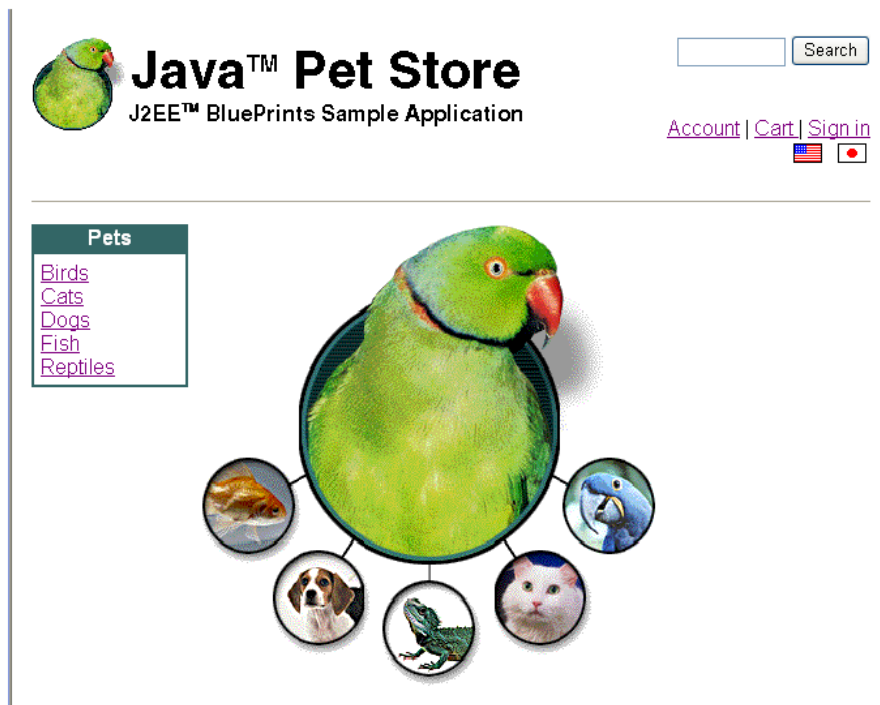 Java™ Pet Store
J2EE™ BluePrints Sample Application
Search
Account | Cart | Sign in
Pets
Birds
Cats
Dogs
Fish
Reptiles